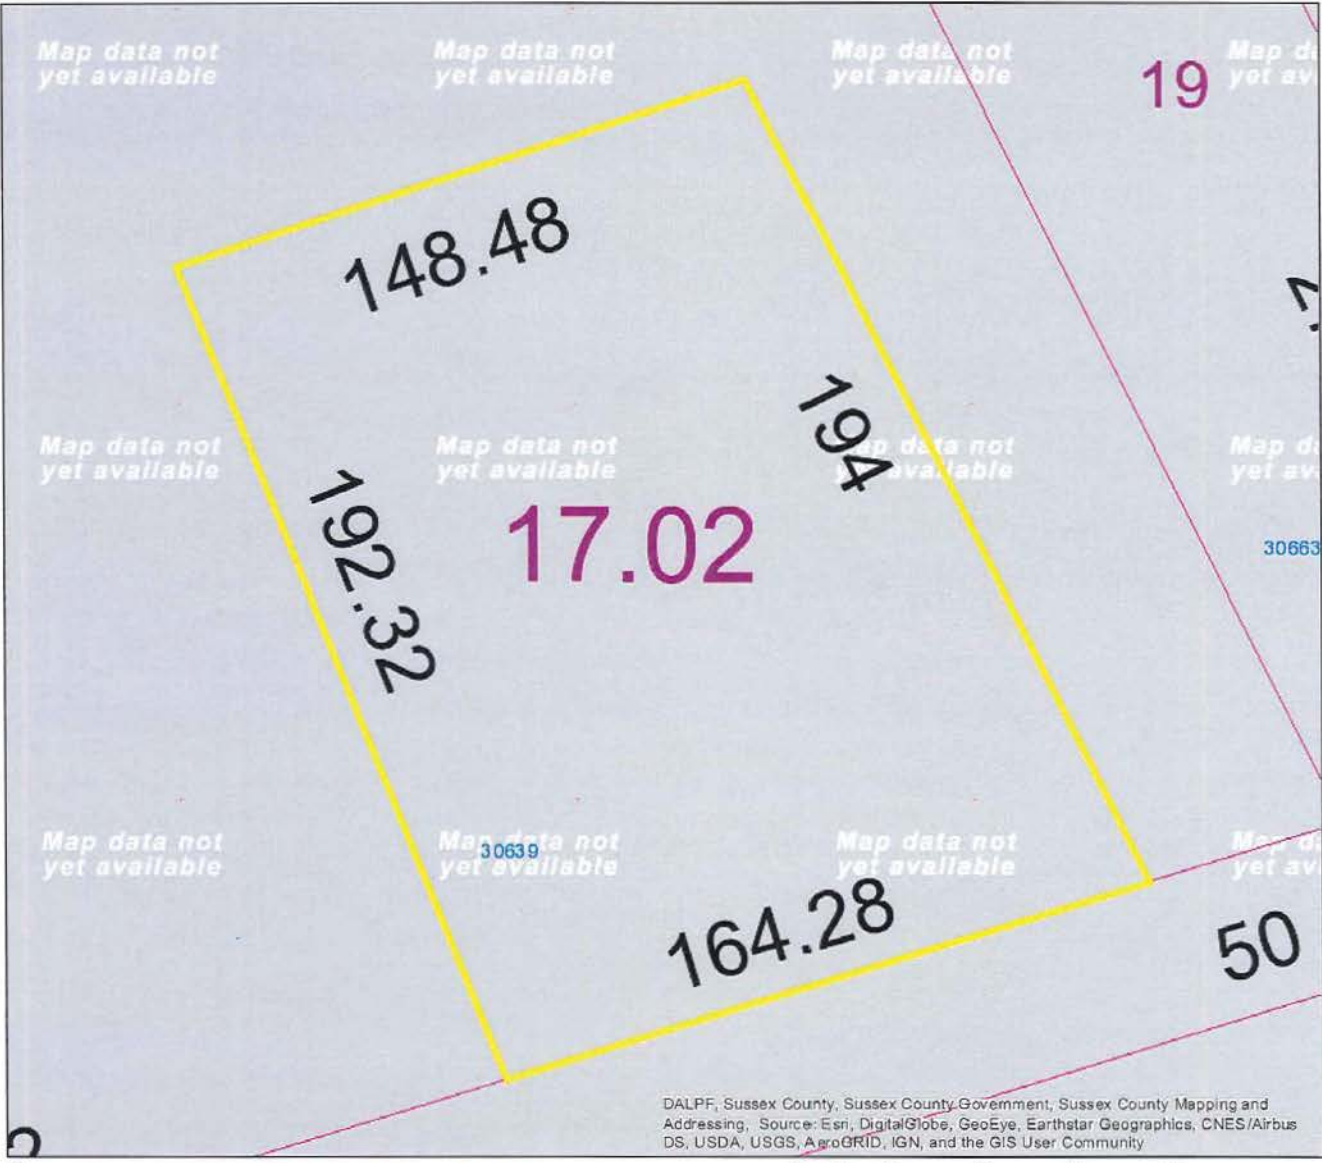 Map data not
yet available
Map data not
yet available
Map data not
yet available
19
148.48
194
Map data not
yet available
Map data not
yet available
192.32
17.02
30663
Map data not
yet available
30639
Map data not
yet available
164.28
50
DALPF, Sussex County, Sussex County Government, Sussex County Mapping and
Addressing, Source: Esri, DigitalGlobe, GeoEye, Earthstar Geographics, CNES/Airbus
DS, USDA, USGS, AeroGRID, IGN, and the GIS User Community